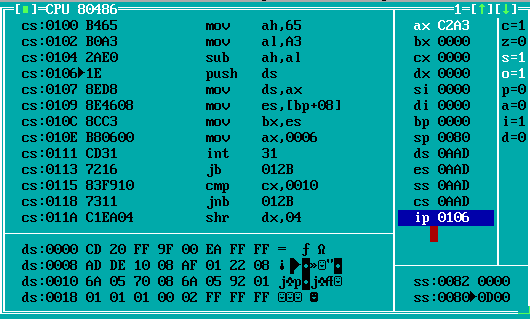 [■]=CPU 80486 1=[↑][↓]
cs:0100 B465 mov ah,65 ax C2A3 c=1
cs:0102 B0A3 mov al,A3 bx 0000 z=0
cs:0104 2AE0 sub ah,al cx 0000 s=1
cs:0106►1E push ds dx 0000 o=1
cs:0107 8ED8 mov ds,ax si 0000 p=0
cs:0109 8E4608 mov es,[bp+08] di 0000 a=0
cs:010C 8CC3 mov bx,es bp 0000 i=1
cs:010E B80600 mov ax,0006 sp 0080 d=0
cs:0111 CD31 int 31 ds 0AAD
cs:0113 7216 jb 012B es 0AAD
cs:0115 83F910 cmp cx,0010 ss 0AAD
cs:0118 7311 jnb 012B cs 0AAD
cs:011A C1EA04 shr dx,04 ip 0106
ds:0000 CD 20 FF 9F 00 EA FF FF = ƒ Ω
ds:0008 AD DE 10 08 AF 01 22 08 ¡▐►◘»☺"◘
ds:0010 6A 05 70 08 6A 05 92 01 j♣p◘j♣Æ☺ ss:0082 0000
ds:0018 01 01 01 00 02 FF FF FF ☺☺☺ ☻ ss:0080►0D00